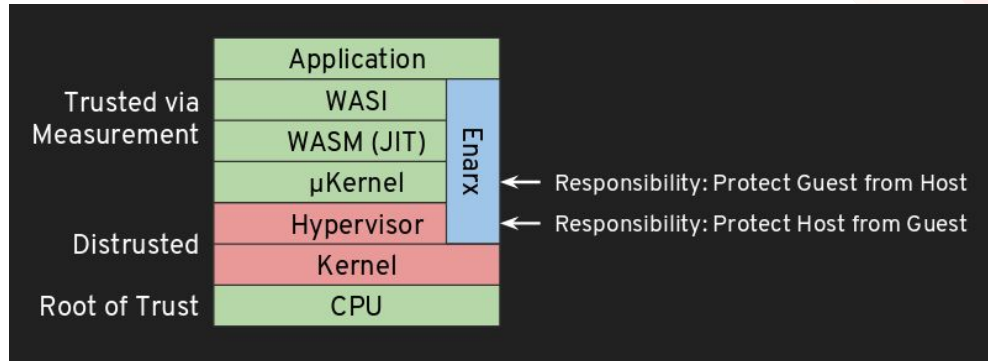 Application
Trusted via
Measurement
WASI
WASM (JIT)
µKernel
Enarx
Responsibility: Protect Guest from Host
Distrusted
Hypervisor
Responsibility: Protect Host from Guest
Kernel
Root of Trust
CPU